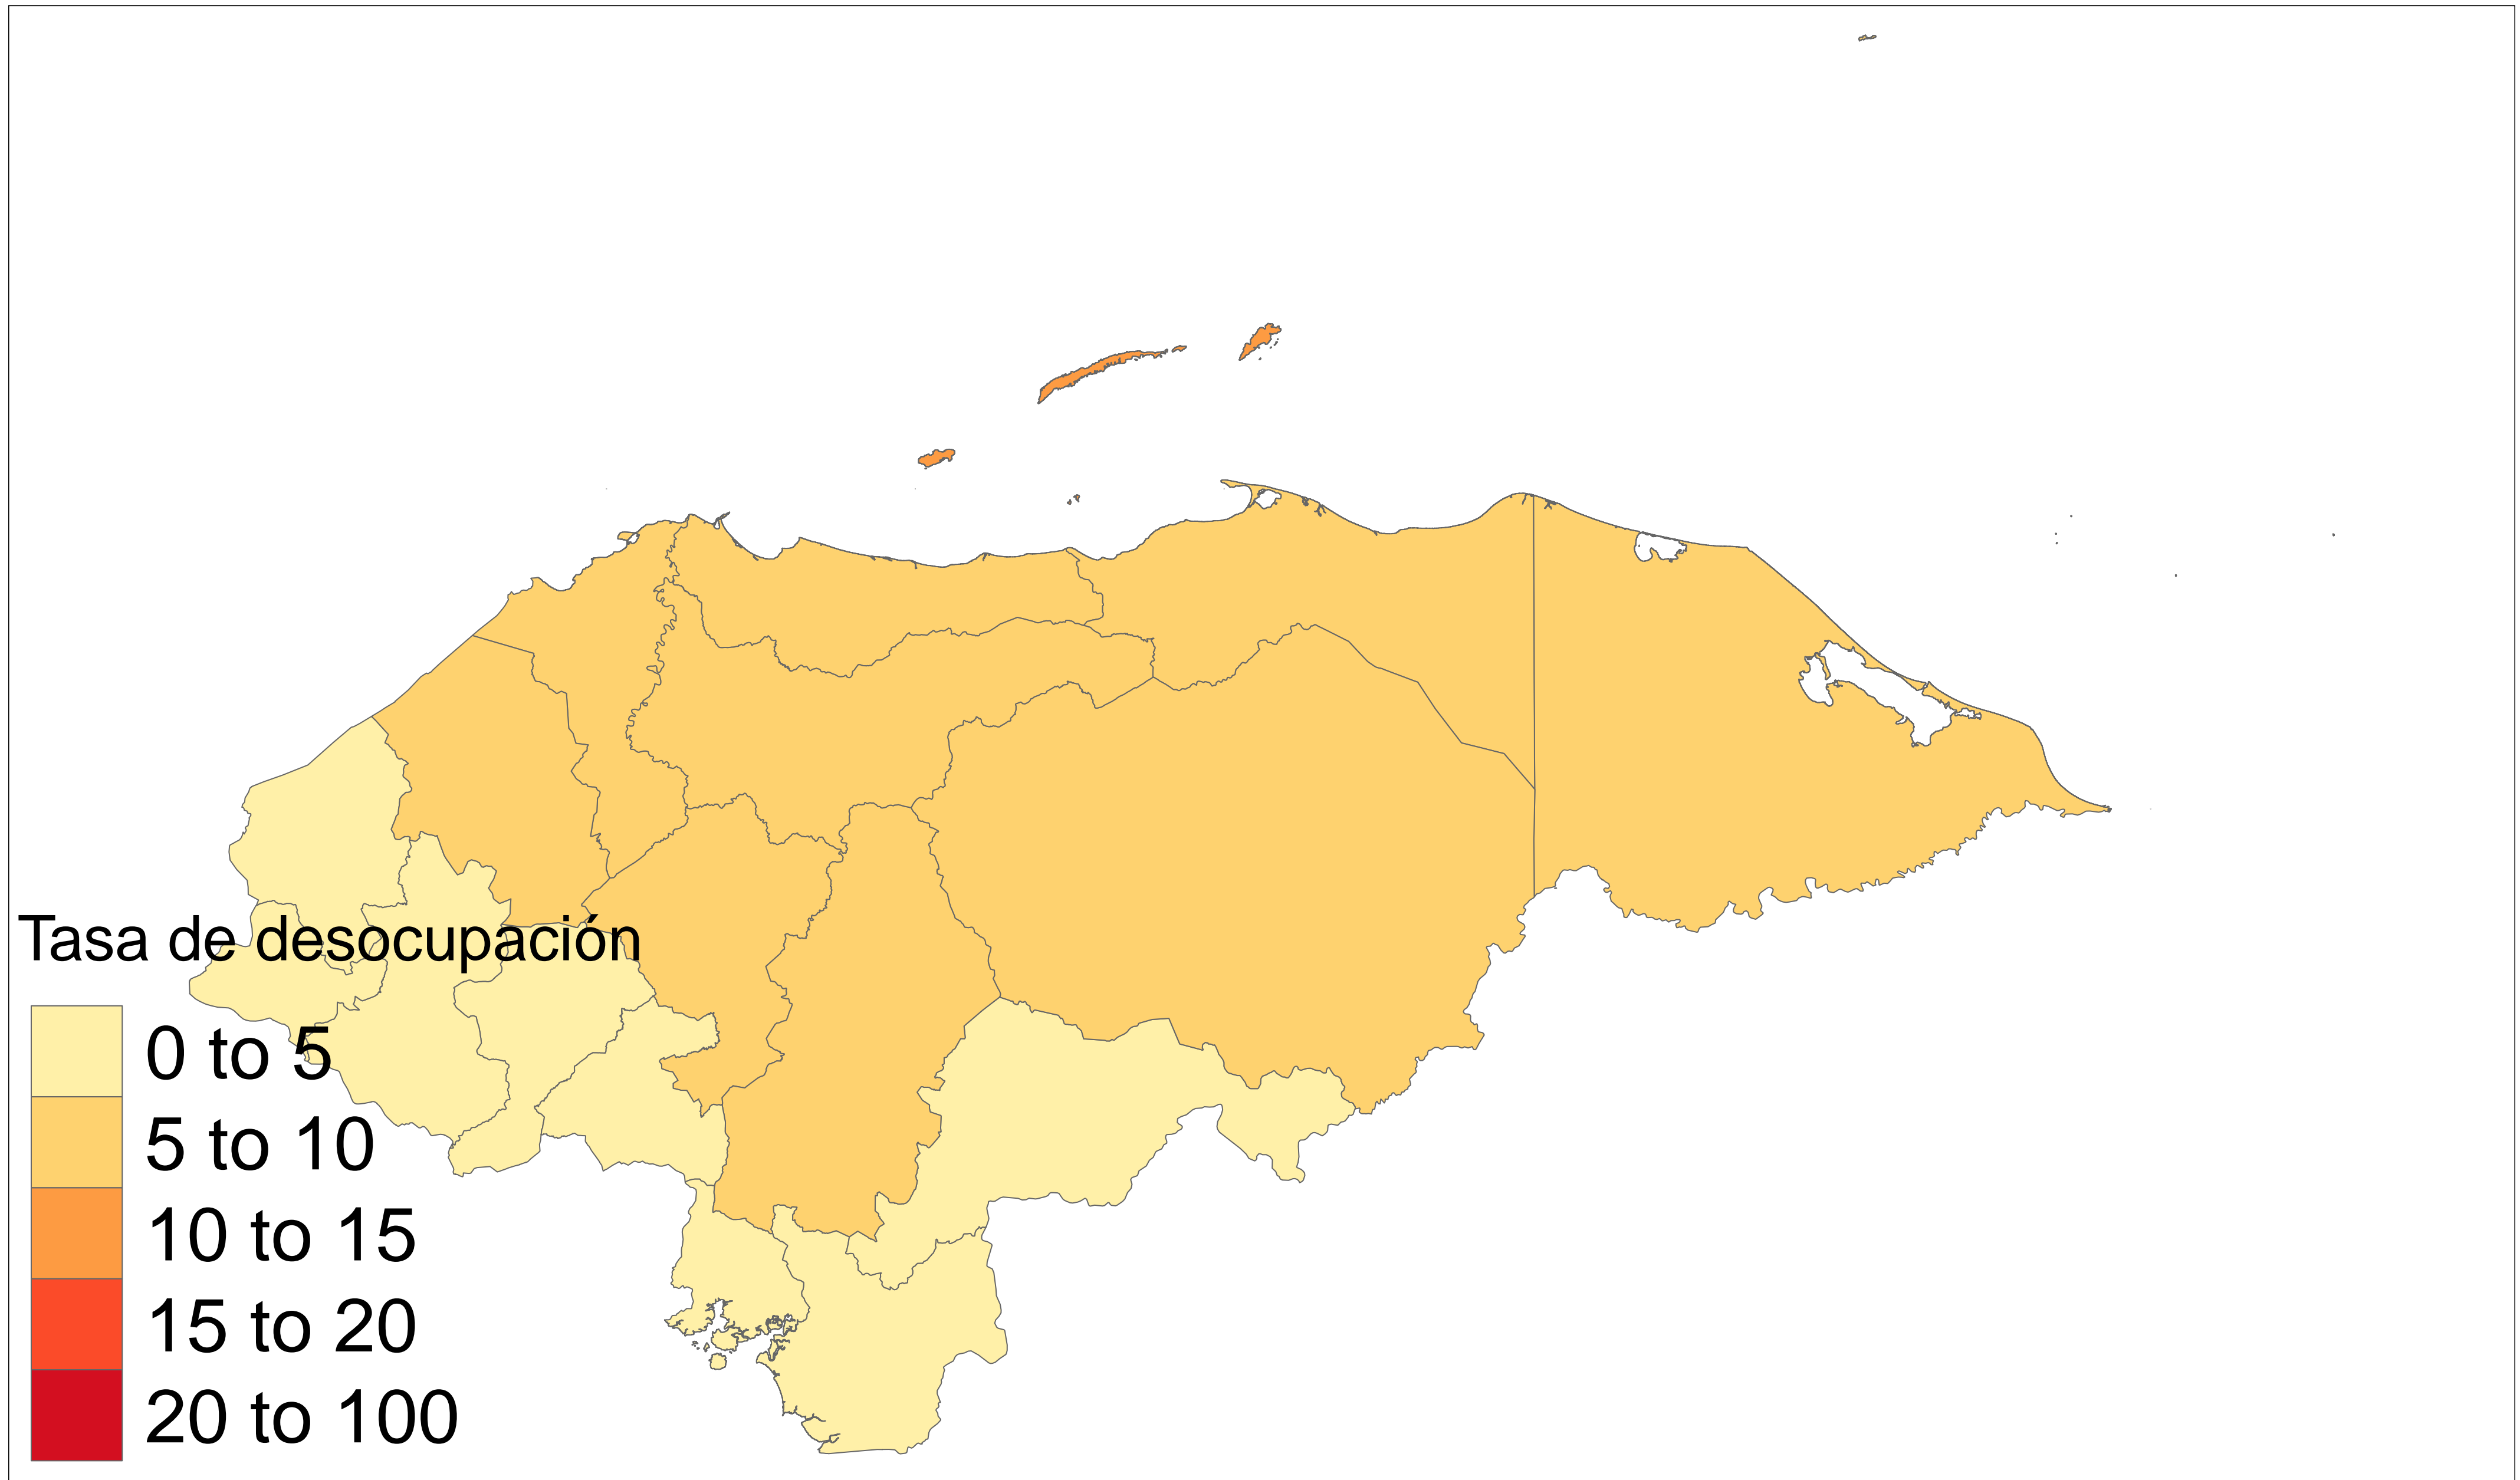 Tasa de desocupación
0 to 5
5 to 10
10 to 15
15 to 20
20 to 100